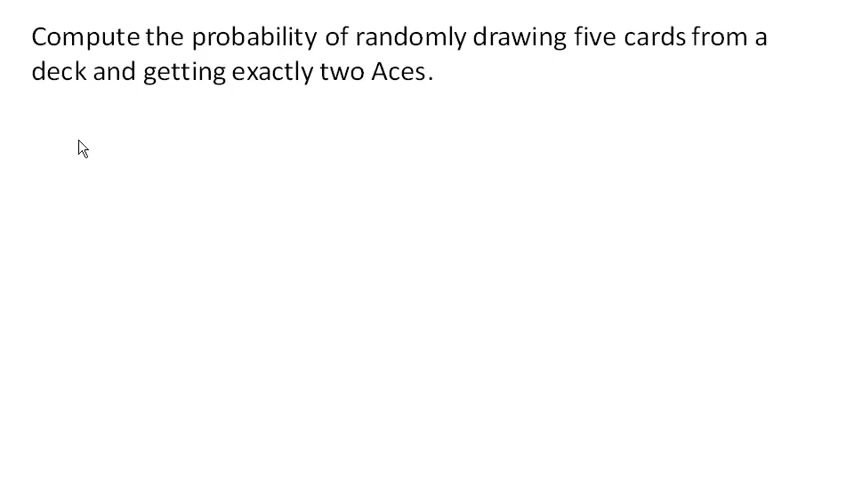 Compute the probability of randomly drawing five cards from a
deck and getting exactly two Aces.